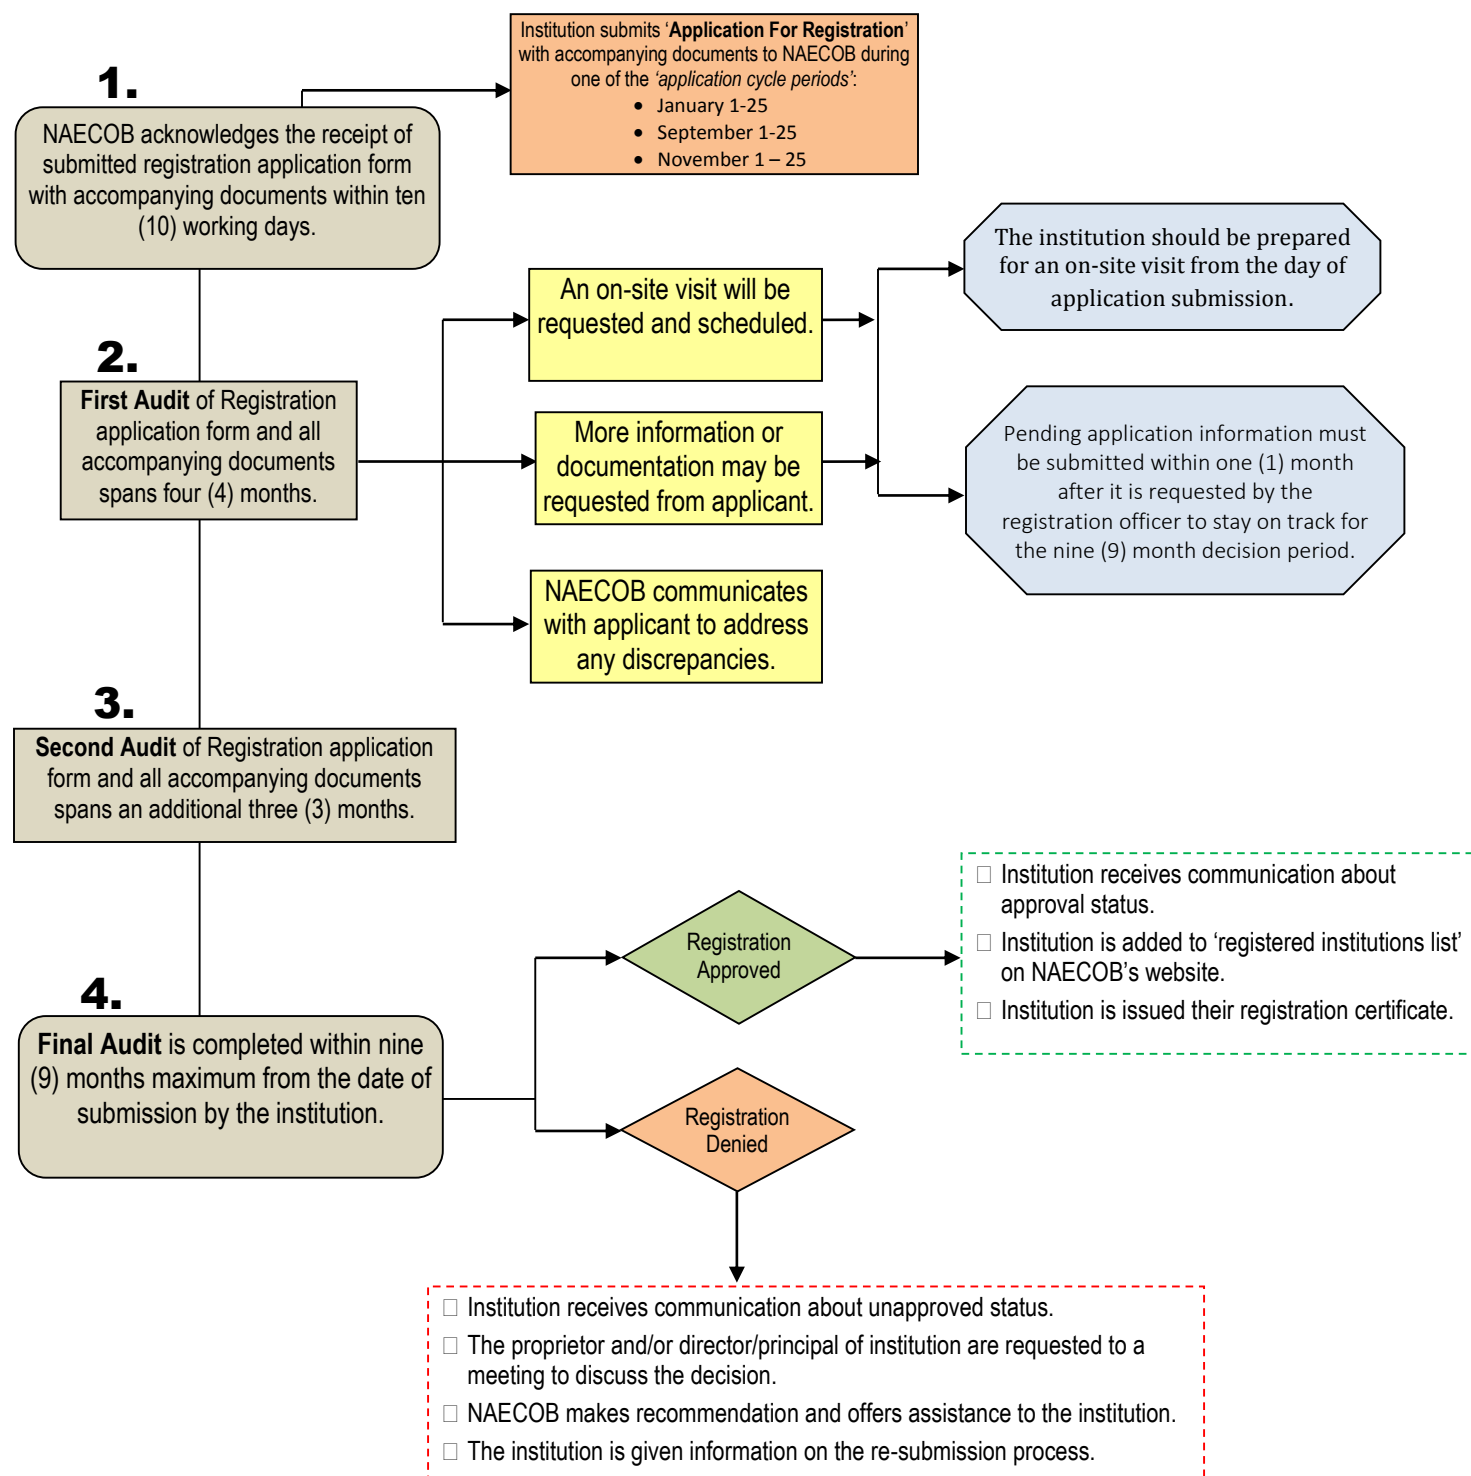 1.
NAECOB acknowledges the receipt of
submitted registration application form
with accompanying documents within ten
(10) working days.
Institution submits ‘Application For Registration’
with accompanying documents to NAECOB during
one of the ‘application cycle periods’:
• January 1-25
• September 1-25
• November 1 – 25
2.
First Audit of Registration
application form and all
accompanying documents
spans four (4) months.
An on-site visit will be
requested and scheduled.
More information or
documentation may be
requested from applicant.
NAECOB communicates
with applicant to address
any discrepancies.
The institution should be prepared
for an on-site visit from the day of
application submission.
Pending application information must
be submitted within one (1) month
after it is requested by the
registration officer to stay on track for
the nine (9) month decision period.
3.
Second Audit of Registration application
form and all accompanying documents
spans an additional three (3) months.
4.
Final Audit is completed within nine
(9) months maximum from the date of
submission by the institution.
Registration
Approved
□ Institution receives communication about
approval status.
□ Institution is added to ‘registered institutions list’
on NAECOB’s website.
□ Institution is issued their registration certificate.
Registration
Denied
□ Institution receives communication about unapproved status.
□ The proprietor and/or director/principal of institution are requested to a
meeting to discuss the decision.
□ NAECOB makes recommendation and offers assistance to the institution.
□ The institution is given information on the re-submission process.